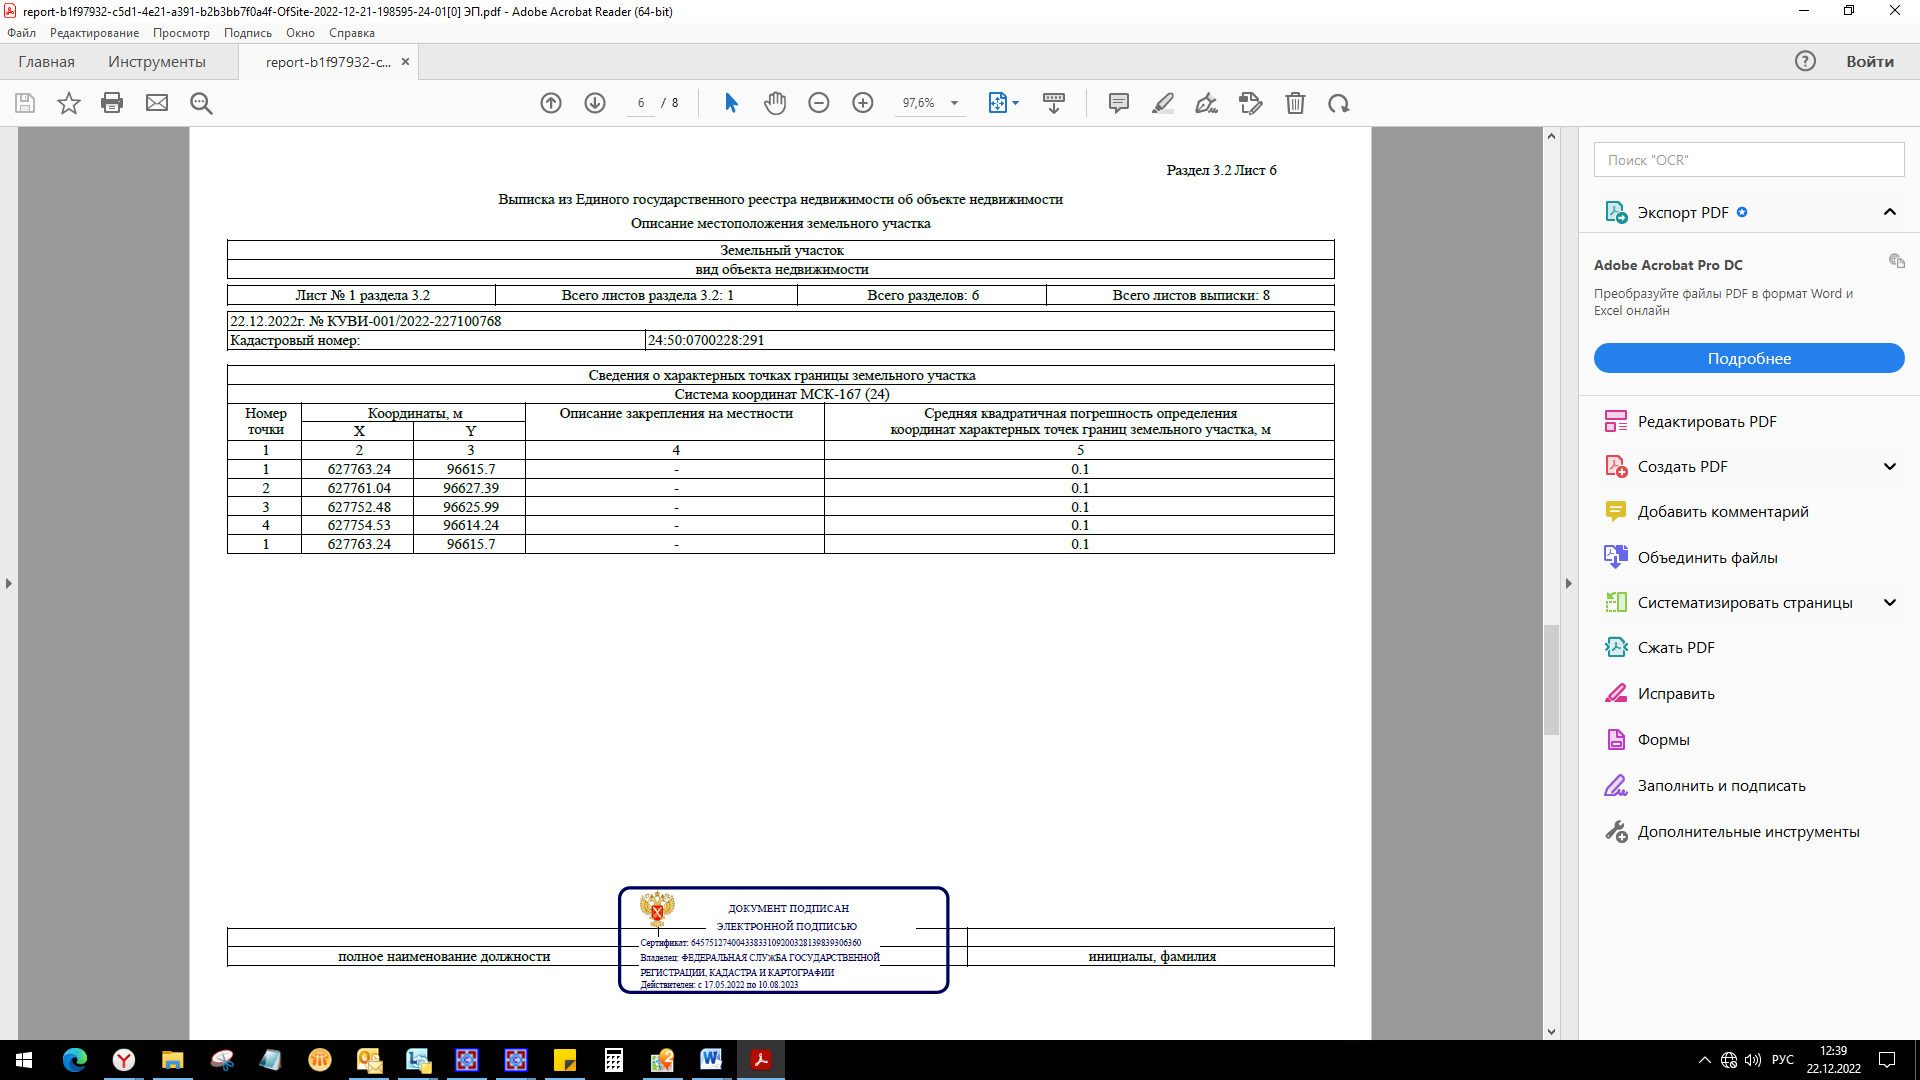 report-b1f97932-c5d1-4e21-a391-b2b3bb7f0a4f-OfSite-2022-12-21-198595-24-01[0] ЭП.pdf - Adobe Acrobat Reader (64-bit)
Файл Редактирование Просмотр Подпись Окно Справка
Главная Инструменты report-b1f97932-c... × Войти
6 / 8 97,6%
Раздел 3.2 Лист 6
Выписка из Единого государственного реестра недвижимости об объекте недвижимости
Описание местоположения земельного участка
Земельный участок
вид объекта недвижимости
Лист № 1 раздела 3.2 Всего листов раздела 3.2: 1 Всего разделов: 6 Всего листов выписки: 8
22.12.2022г. № КУВИ-001/2022-227100768
Кадастровый номер: 24:50:0700228:291
Сведения о характерных точках границы земельного участка
Система координат МСК-167 (24)
Номер точки Координаты, м Описание закрепления на местности Средняя квадратичная погрешность определения
координат характерных точек границ земельного участка, м
X Y
1 2 3 4 5
1 627763.24 96615.7 - 0.1
2 627761.04 96627.39 - 0.1
3 627752.48 96625.99 - 0.1
4 627754.53 96614.24 - 0.1
1 627763.24 96615.7 - 0.1
ДОКУМЕНТ ПОДПИСАН
ЭЛЕКТРОННОЙ ПОДПИСЬЮ
Сертификат: 64575127400433833109200328139839306360
Владелец: ФЕДЕРАЛЬНАЯ СЛУЖБА ГОСУДАРСТВЕННОЙ
РЕГИСТРАЦИИ, КАДАСТРА И КАРТОГРАФИИ
Действителен: с 17.05.2022 по 10.08.2023
полное наименование должности инициалы, фамилия
Поиск "OCR"
Экспорт PDF
Adobe Acrobat Pro DC
Преобразуйте файлы PDF в формат Word и
Excel онлайн
Подробнее
Редактировать PDF
Создать PDF
Добавить комментарий
Объединить файлы
Систематизировать страницы
Сжать PDF
Исправить
Формы
Заполнить и подписать
Дополнительные инструменты
РУС
12:39
22.12.2022